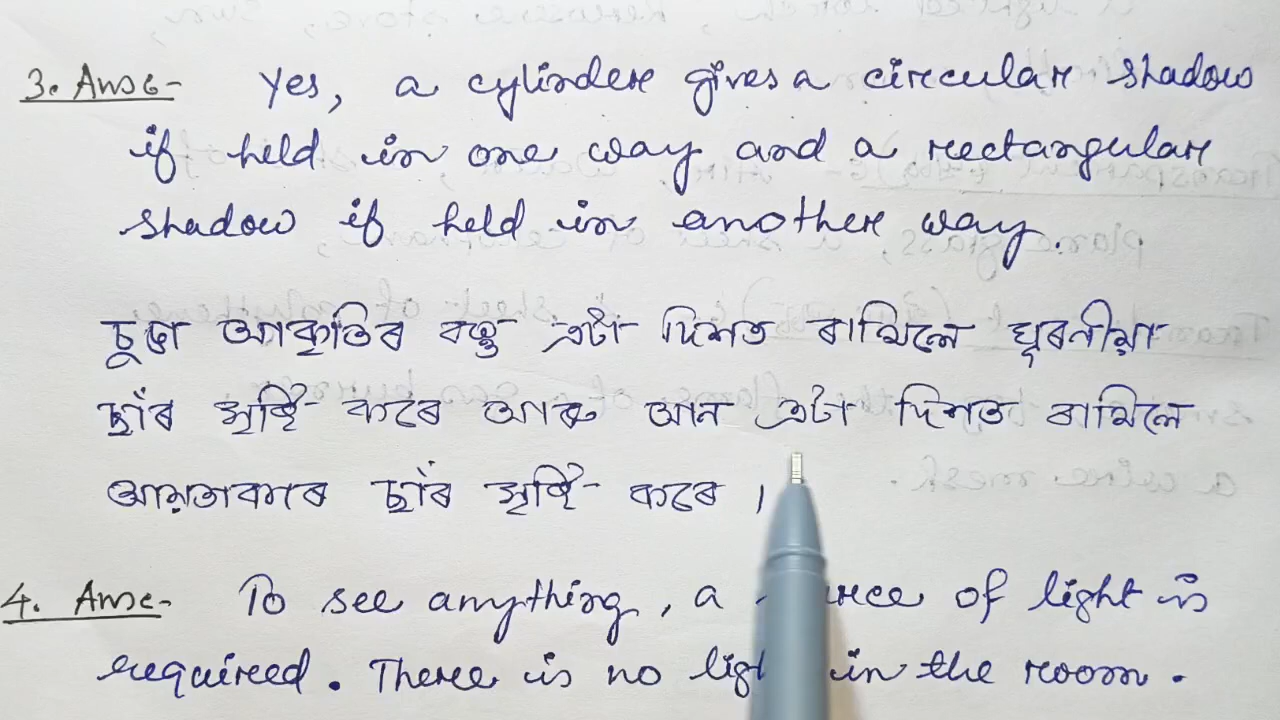 3. Ans:- Yes, a cylinder gives a circular shadow
if held in one way and a rectangular
shadow if held in another way.
চুঙা আকৃতিৰ বস্তু এটা দিশত ৰাখিলে ঘূৰণীয়া
ছাঁৰ সৃষ্টি কৰে আৰু আন এটা দিশত ৰাখিলে
আয়তাকাৰ ছাঁৰ সৃষ্টি কৰে ।
4. Ans:- To see anything, a of light is
required. There is no in the room.